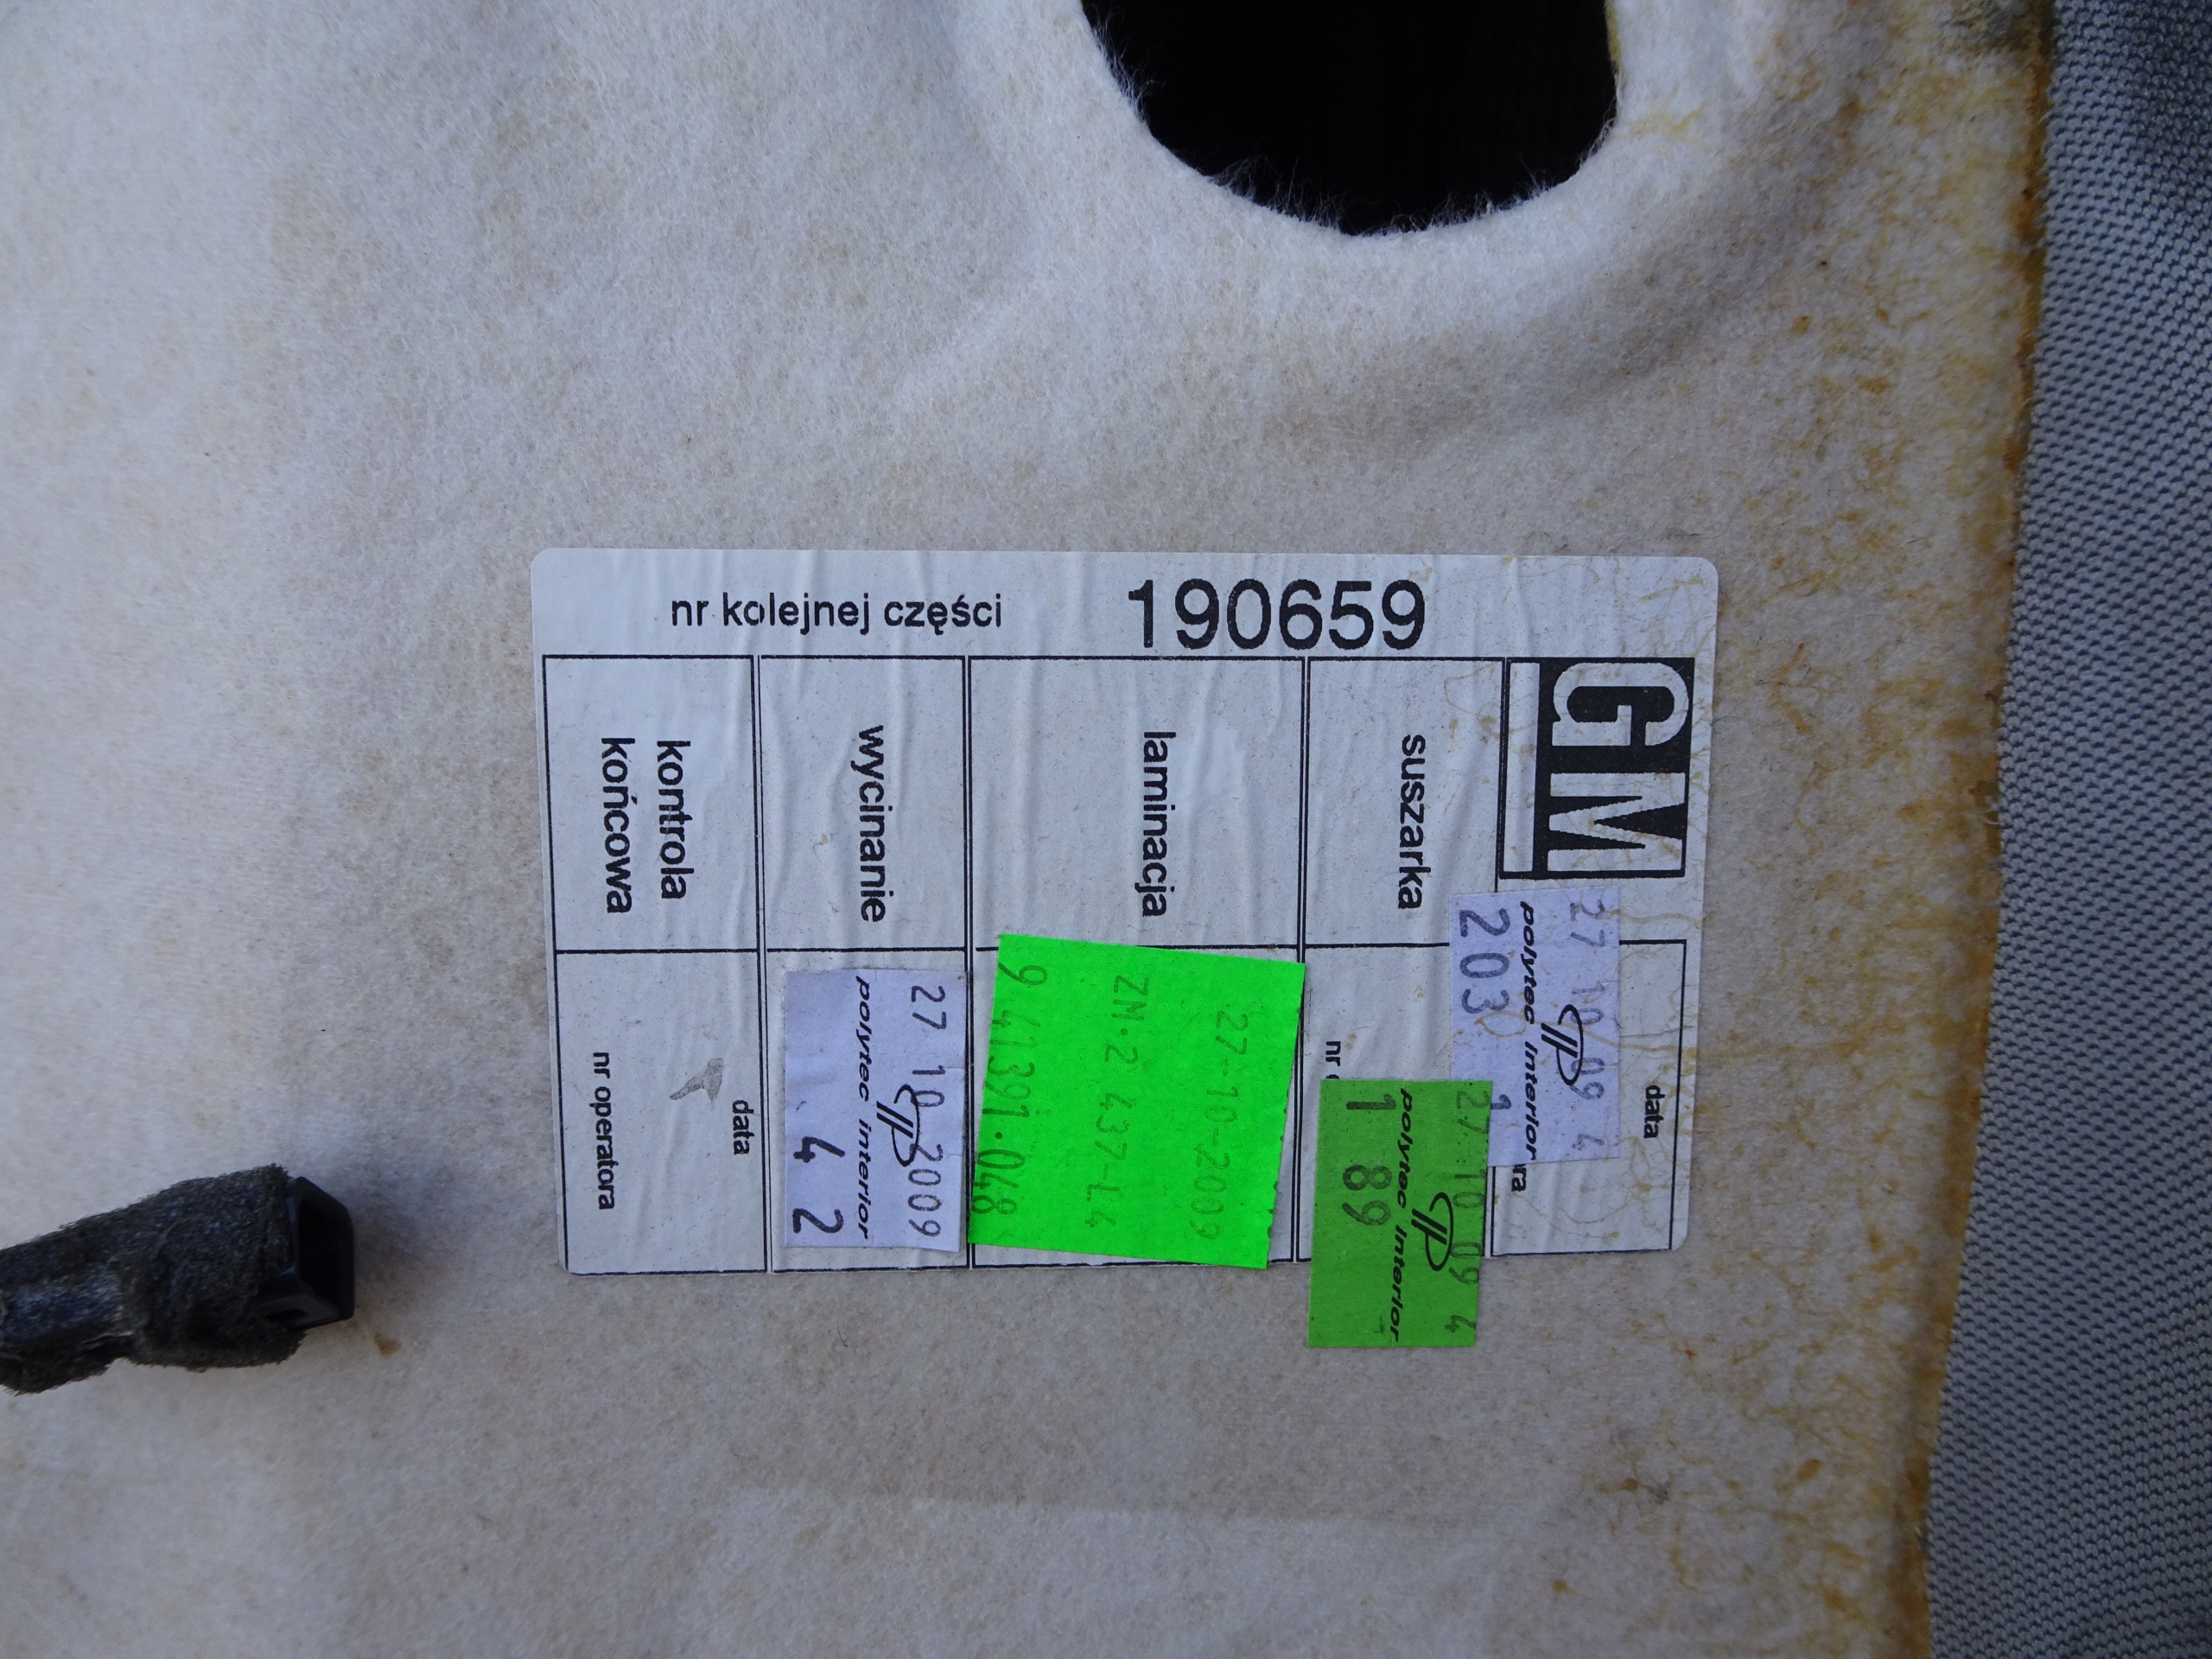 nr kolejnej części 190659
GM
data
27 10 09 4
polytec interior
203
suszarka
27 10 09 4
polytec interior
1 89
laminacja
27-10-2009
ZM·2 437-L4
9 41391·048
wycinanie
27 10 2009
polytec interior
4 2
kontrola
końcowa
data
nr operatora